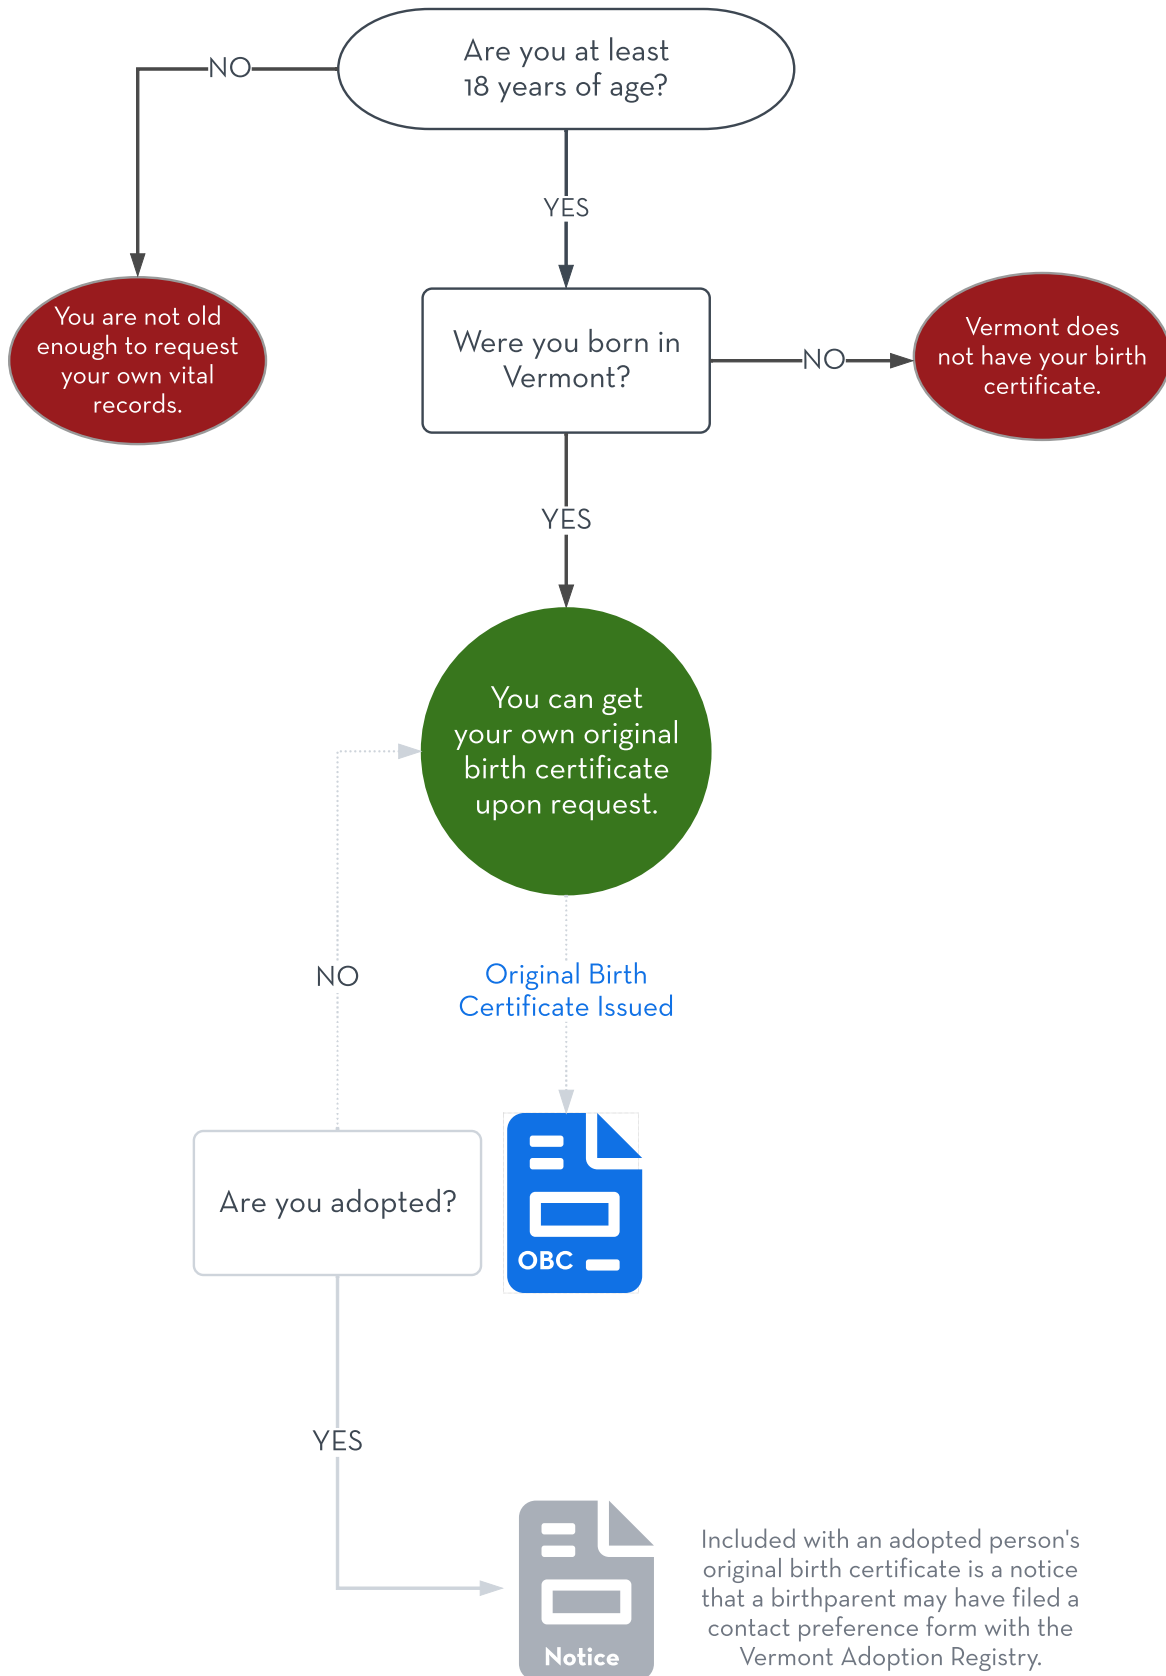 Are you at least
18 years of age?
NO
YES
You are not old
enough to request
your own vital
records.
Were you born in
Vermont?
NO
Vermont does
not have your birth
certificate.
YES
You can get
your own original
birth certificate
upon request.
NO
Original Birth
Certificate Issued
Are you adopted?
OBC
YES
Notice
Included with an adopted person's
original birth certificate is a notice
that a birthparent may have filed a
contact preference form with the
Vermont Adoption Registry.